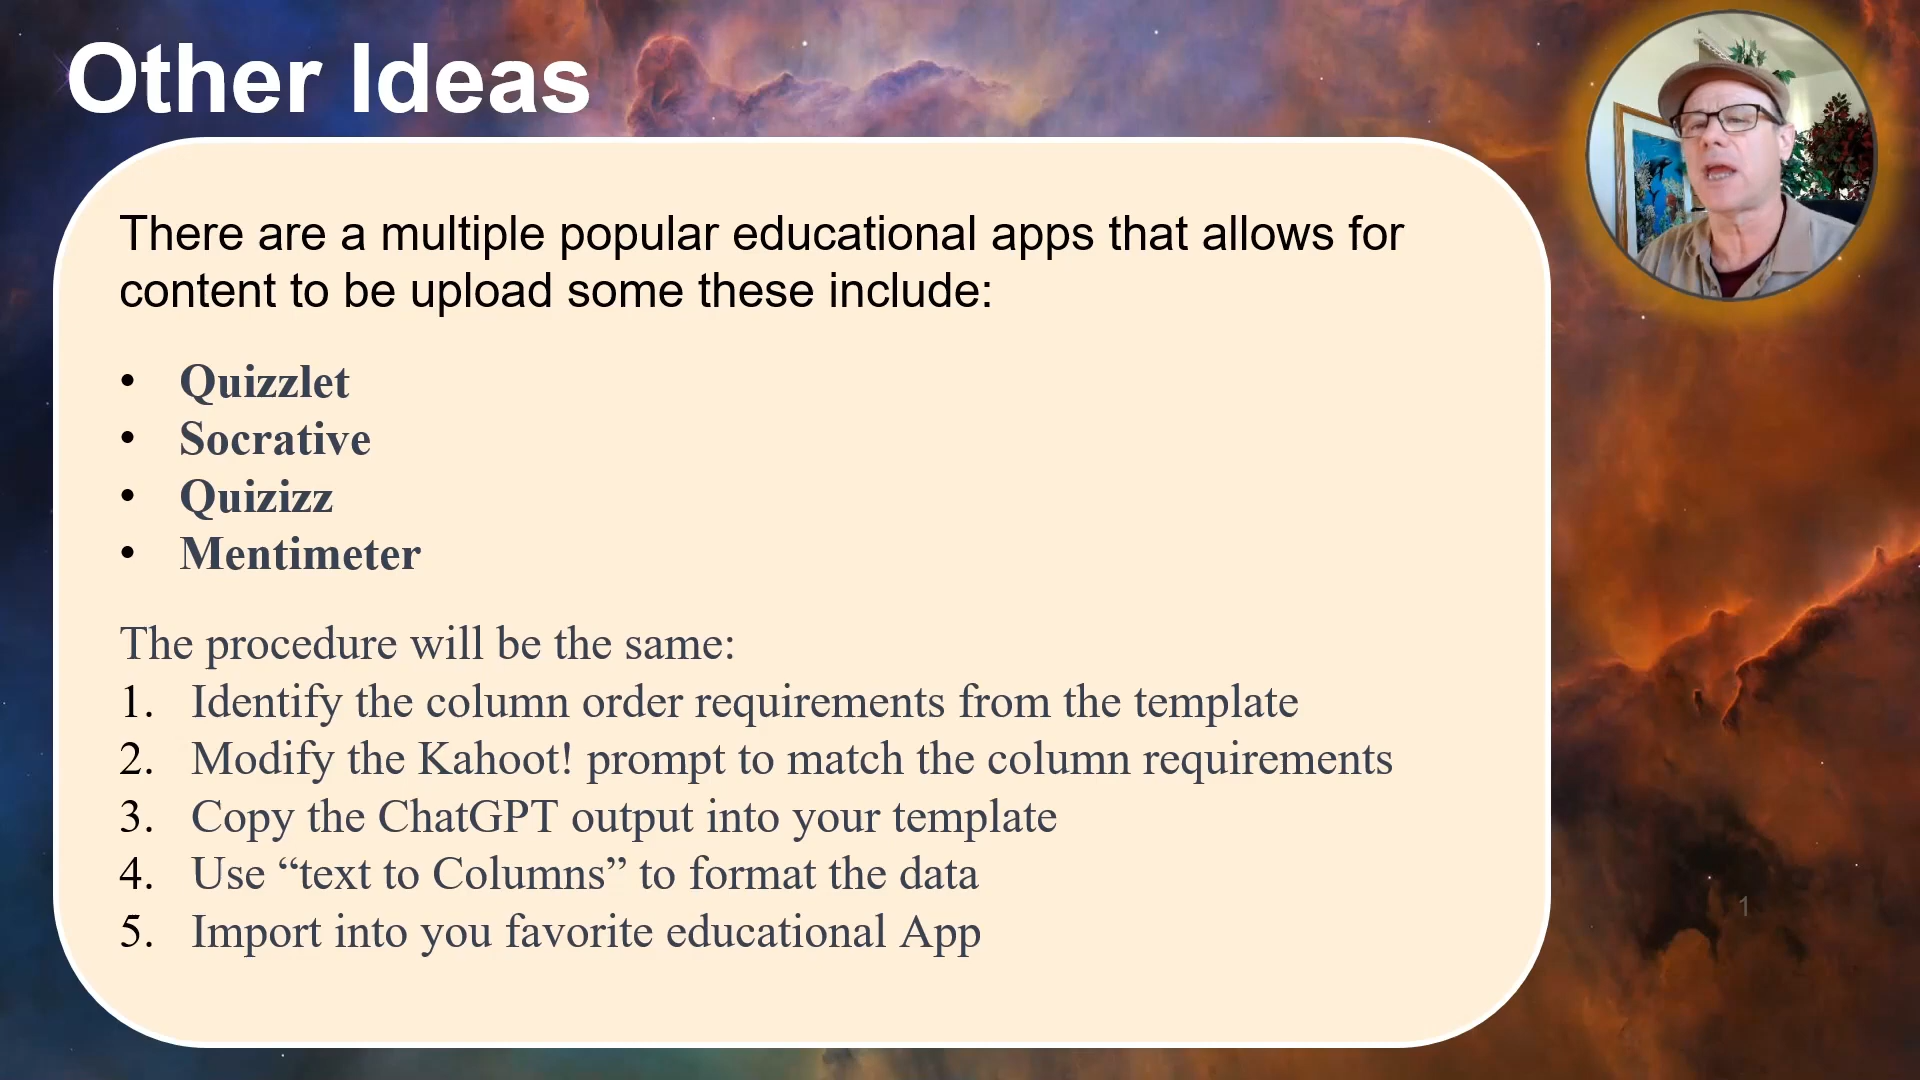 Other Ideas
There are a multiple popular educational apps that allows for
content to be upload some these include:
• Quizzlet
• Socrative
• Quizizz
• Mentimeter
The procedure will be the same:
1. Identify the column order requirements from the template
2. Modify the Kahoot! prompt to match the column requirements
3. Copy the ChatGPT output into your template
4. Use “text to Columns” to format the data
5. Import into you favorite educational App
1